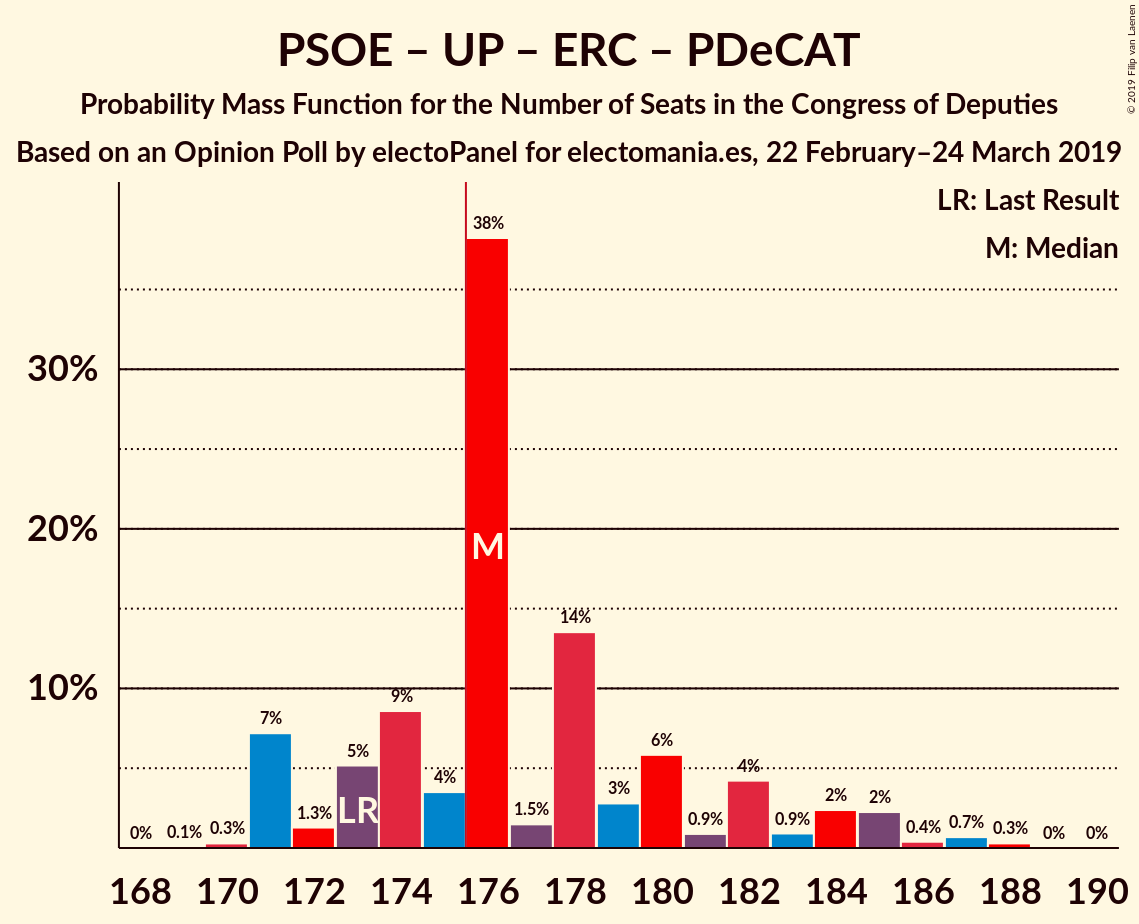 PSOE – UP – ERC – PDeCAT
Probability Mass Function for the Number of Seats in the Congress of Deputies
Based on an Opinion Poll by electoPanel for electomania.es, 22 February–24 March 2019
© 2019 Filip van Laenen
LR: Last Result
M: Median
38%
30%
M
20%
14%
10%
9%
7%
6%
5%
4%
4%
3%
LR
2%
2%
1.3%
1.5%
0%
0.1%
0.3%
0.9%
0.9%
0.4%
0.7%
0.3%
0%
0%
168 170 172 174 176 178 180 182 184 186 188 190